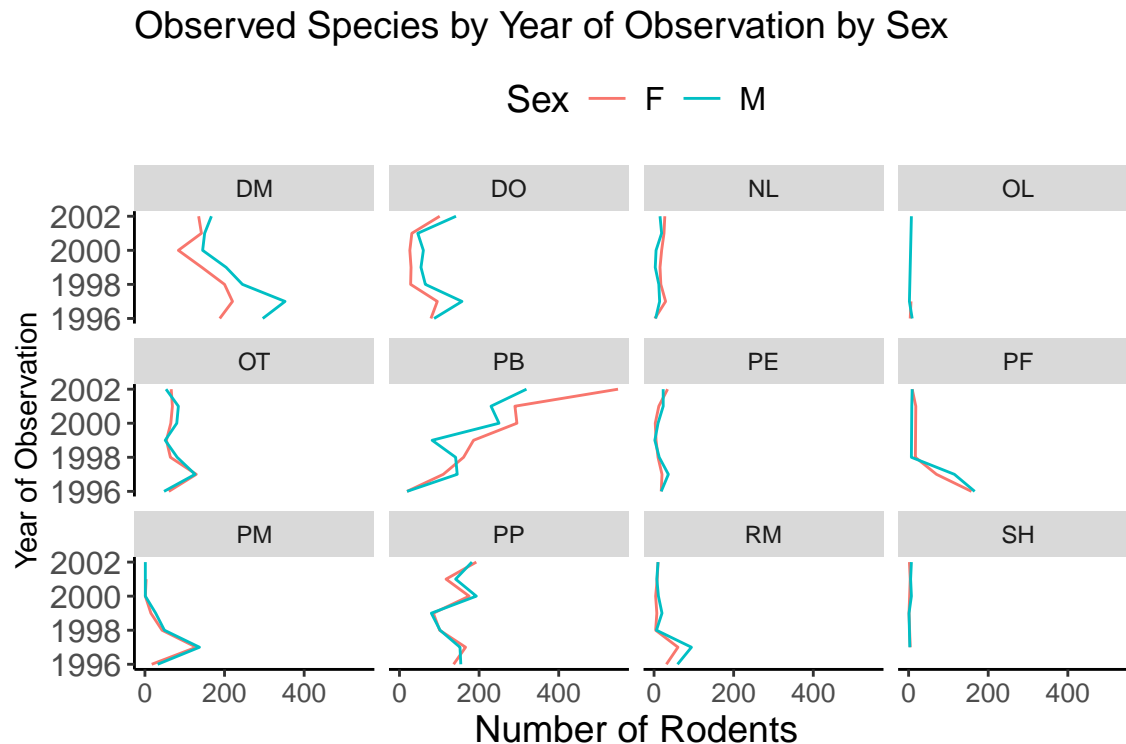 Observed Species by Year of Observation by Sex
Sex F M
DM DO NL OL
2002
2000
1998
1996
OT PB PE PF
2002
2000
1998
1996
PM PP RM SH
2002
2000
1998
1996
0 200 400 0 200 400 0 200 400 0 200 400
Number of Rodents
Year of Observation